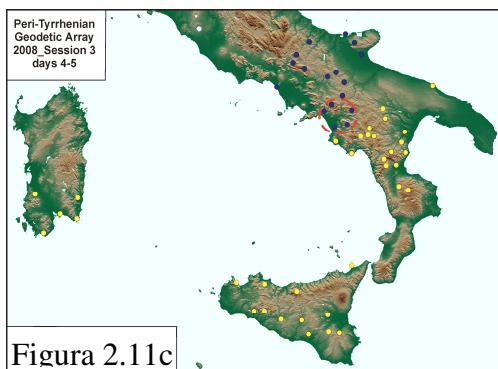 Peri-Tyrrhenian
Geodetic Array
2008_Session 3
days 4-5
Figura 2.11c